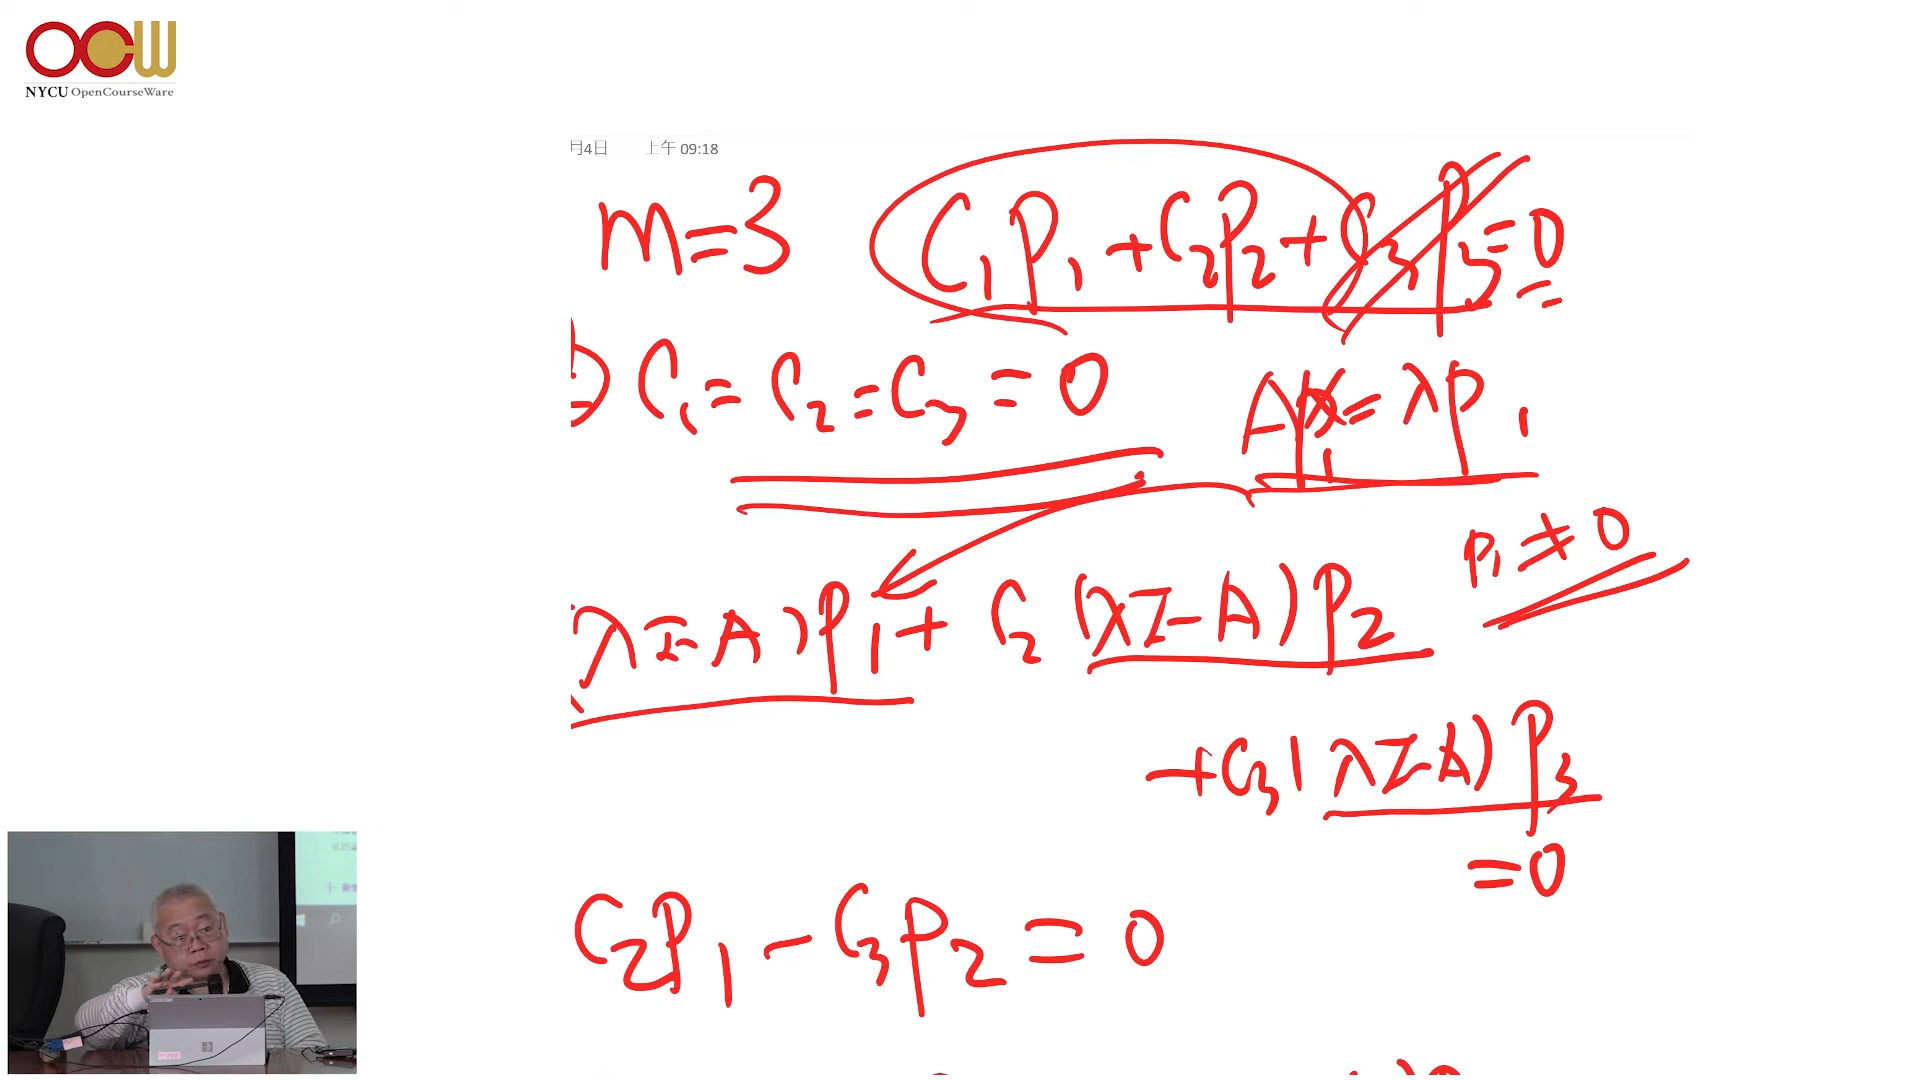 OCW
NYCU OpenCourseWare
月4日 上午 09:18
m=3 C₁P₁+C₂P₂+C₃P₃=0
C₁=C₂=C₃=0
AP₁=λP₁
P₁≠0
λI-A)P₁+C₂(λI-A)P₂
+C₃(λI-A)P₃
=0
C₂P₁-C₃P₂=0